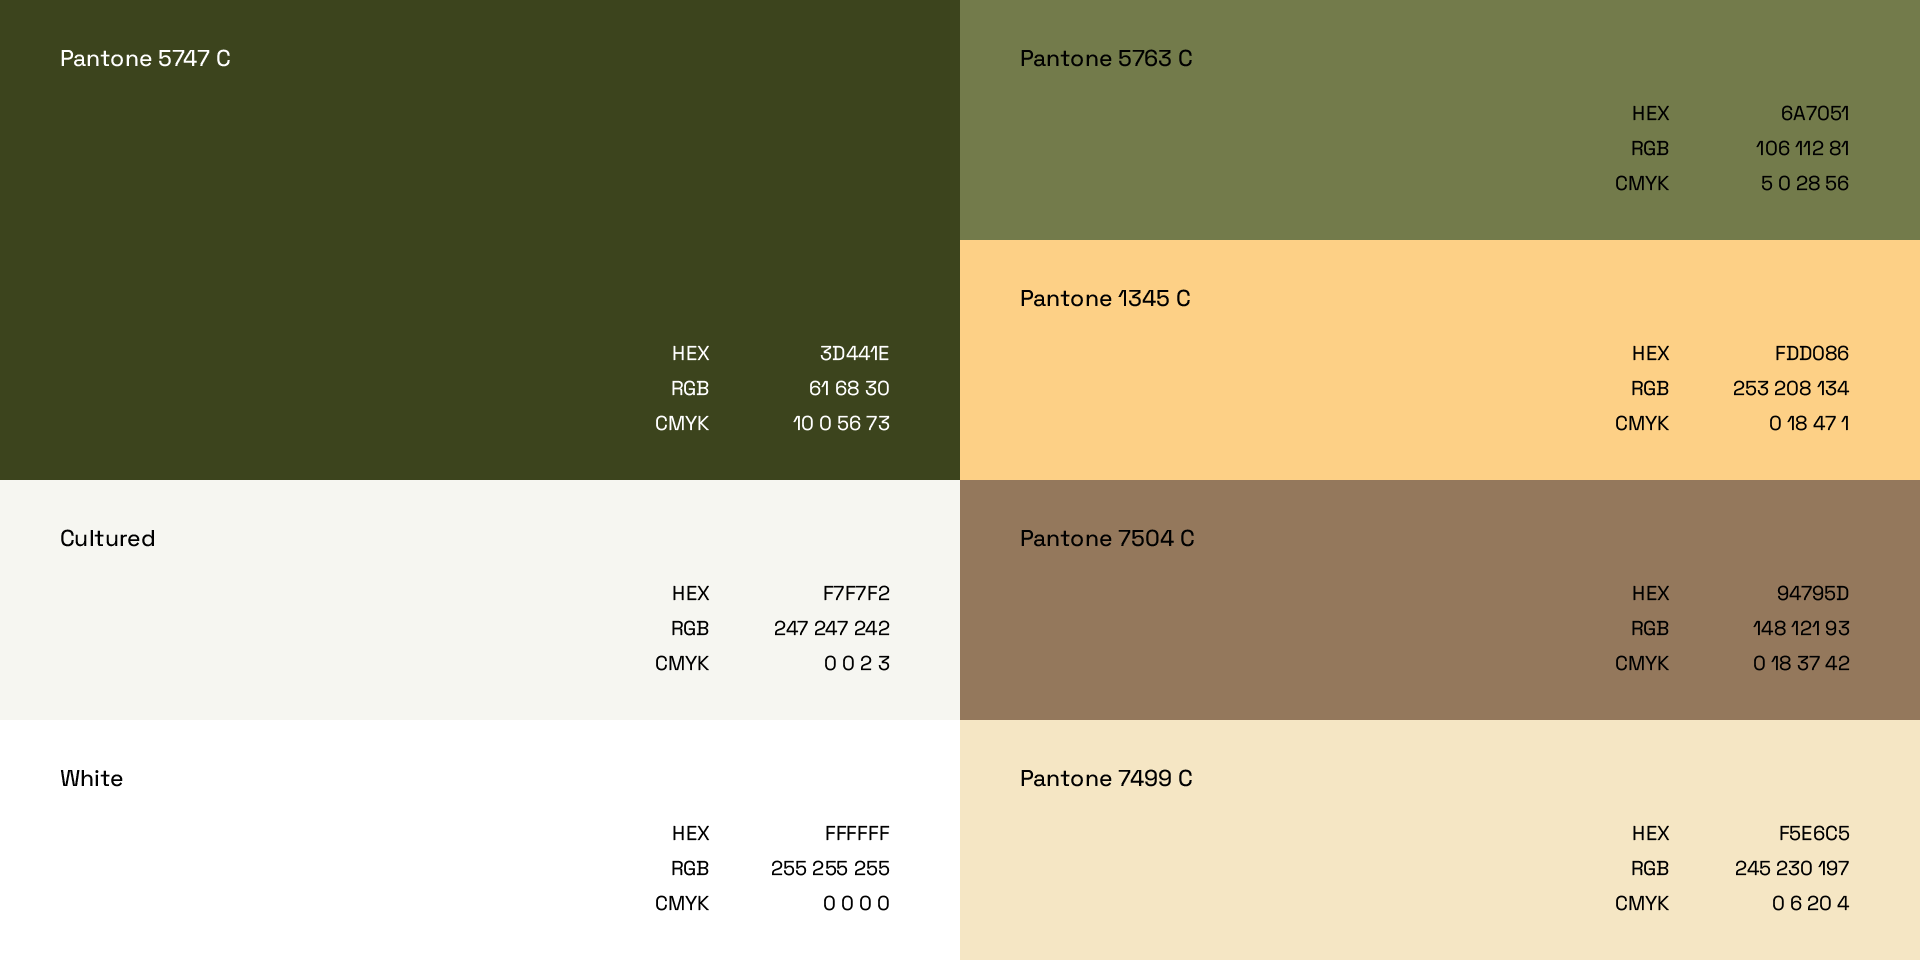 Pantone 5747 C
HEX 3D441E
RGB 61 68 30
CMYK 10 0 56 73
Pantone 5763 C
HEX 6A7051
RGB 106 112 81
CMYK 5 0 28 56
Pantone 1345 C
HEX FDD086
RGB 253 208 134
CMYK 0 18 47 1
Cultured
HEX F7F7F2
RGB 247 247 242
CMYK 0 0 2 3
Pantone 7504 C
HEX 94795D
RGB 148 121 93
CMYK 0 18 37 42
White
HEX FFFFFF
RGB 255 255 255
CMYK 0 0 0 0
Pantone 7499 C
HEX F5E6C5
RGB 245 230 197
CMYK 0 6 20 4